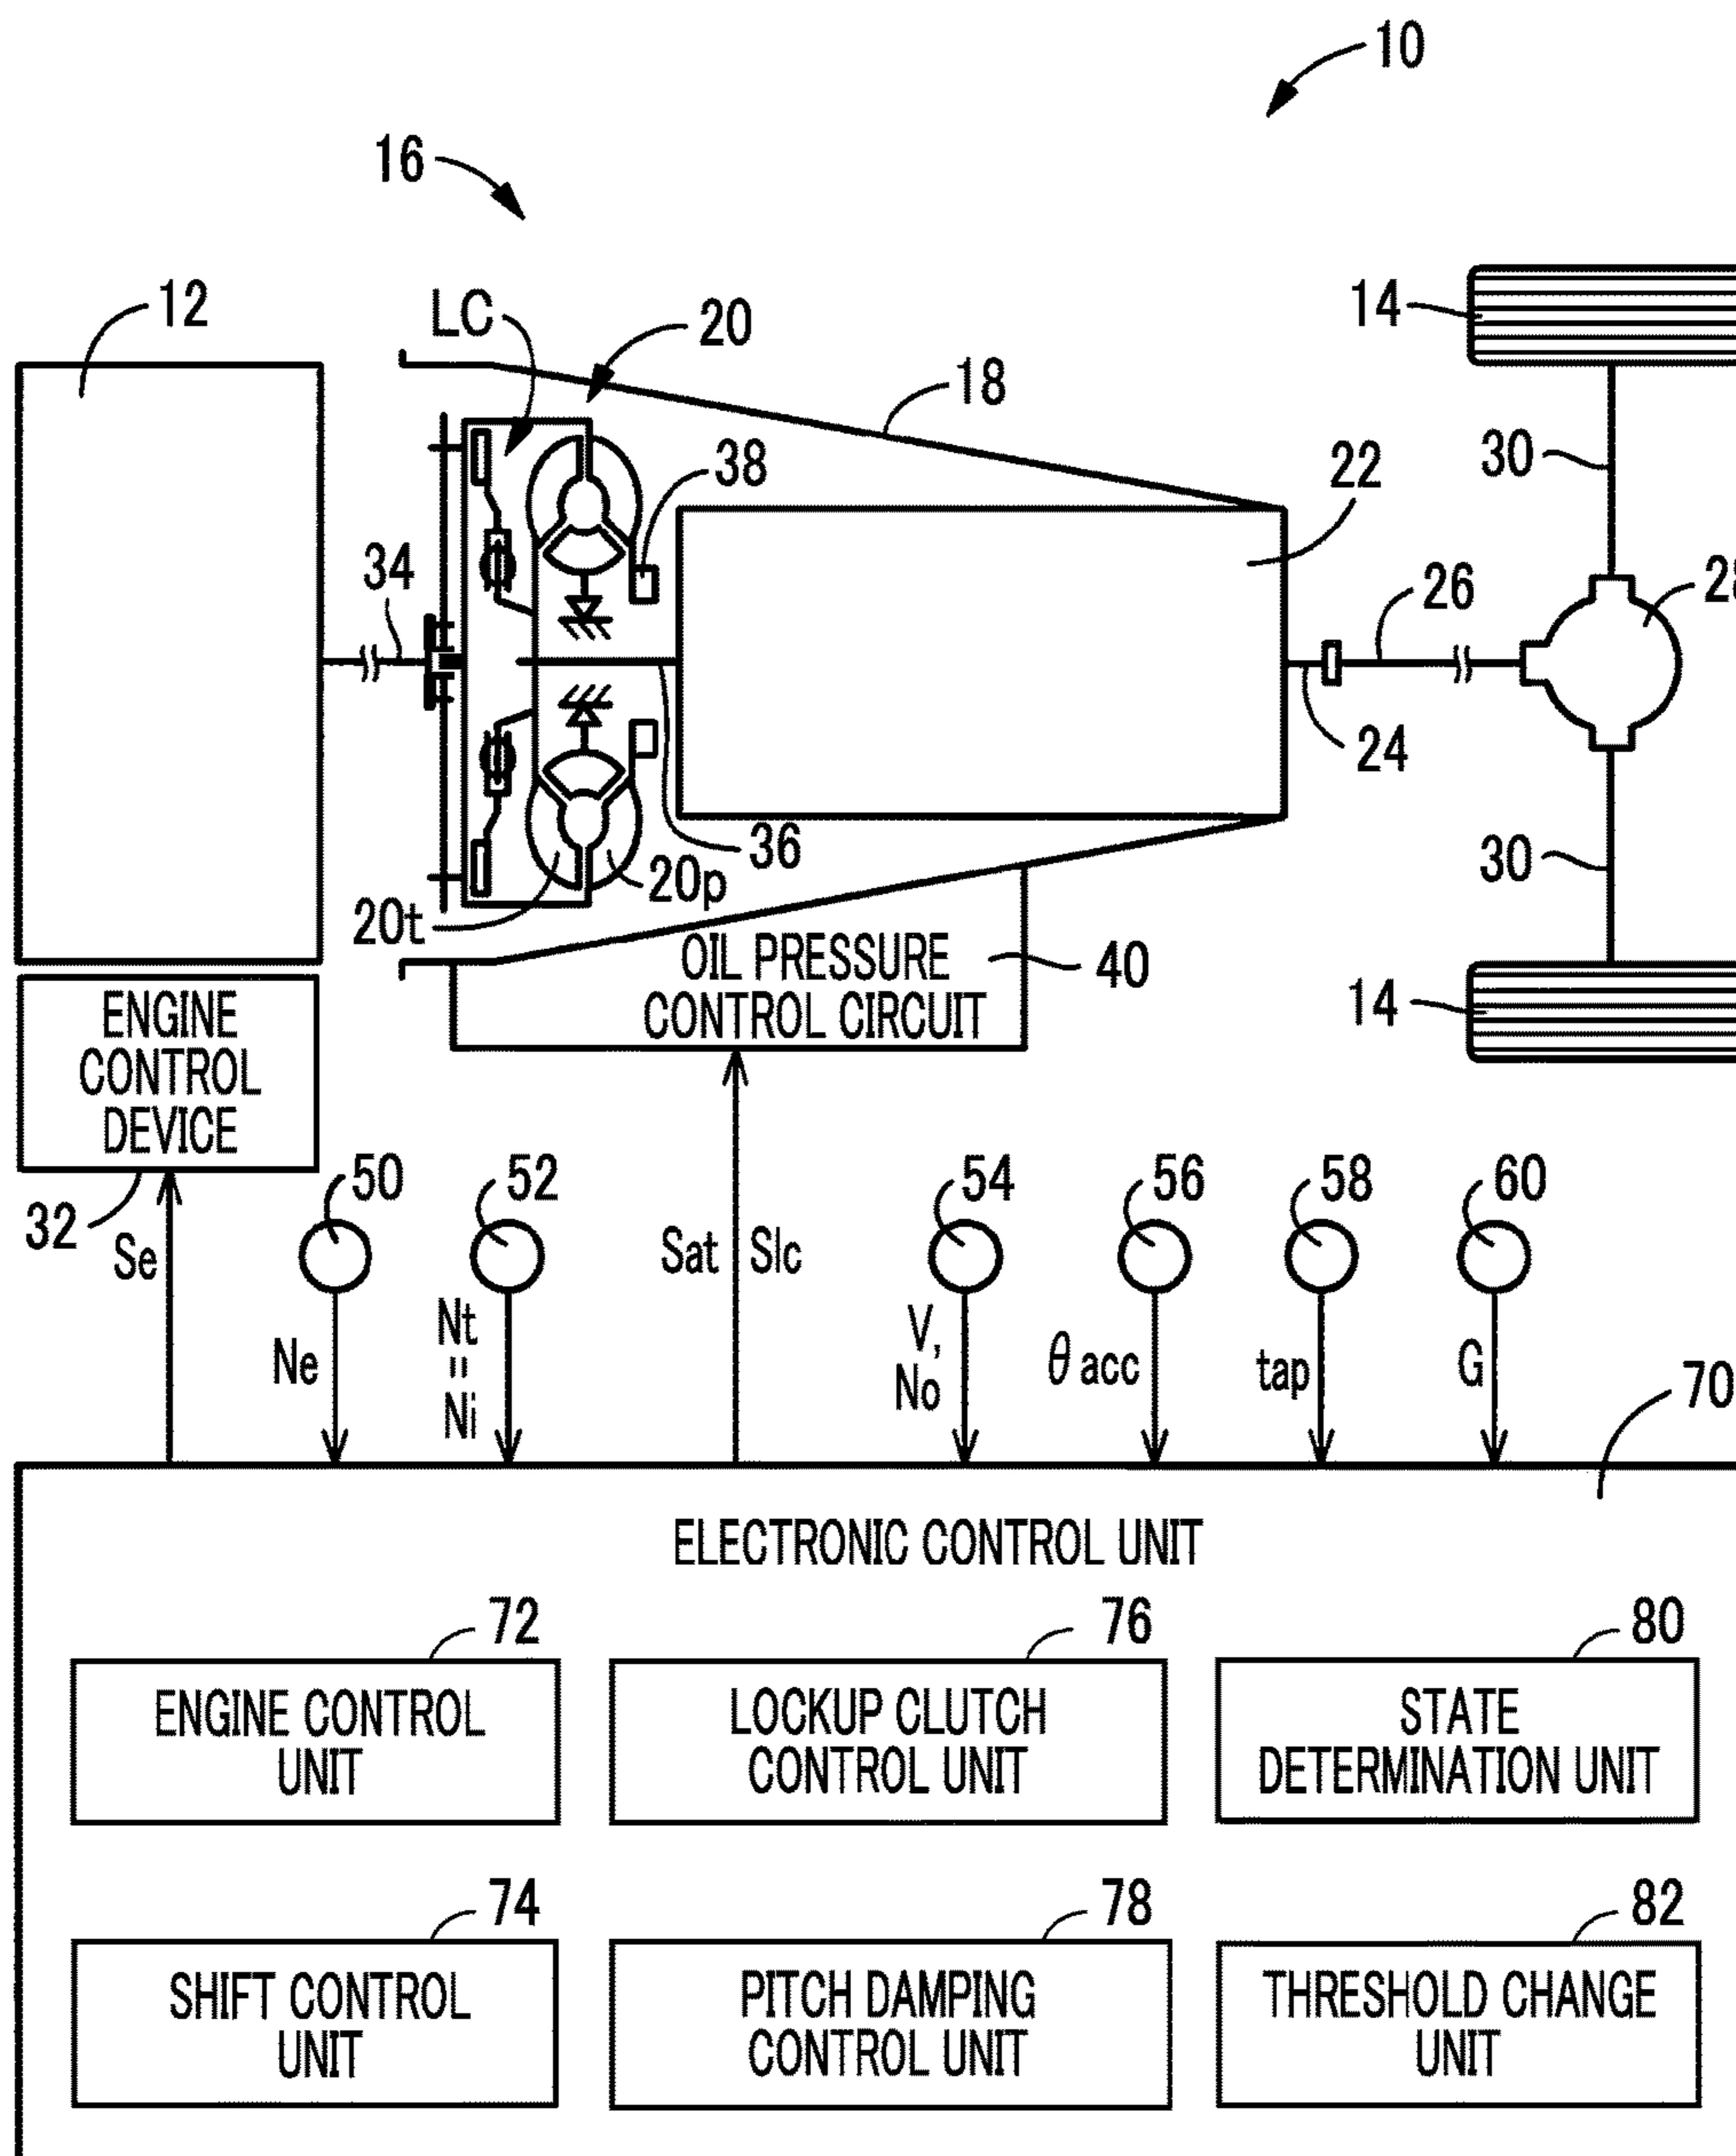 10
16
12
LC
20
18
14
38
22
30
34
26
28
24
36
20p
20t
30
OIL PRESSURE
CONTROL CIRCUIT
40
14
ENGINE
CONTROL
DEVICE
32
50
52
54
56
58
60
Se
Sat
Slc
Ne
Nt
=
Ni
V,
No
θacc
tap
G
70
ELECTRONIC CONTROL UNIT
72
76
80
ENGINE CONTROL
UNIT
LOCKUP CLUTCH
CONTROL UNIT
STATE
DETERMINATION UNIT
74
78
82
SHIFT CONTROL
UNIT
PITCH DAMPING
CONTROL UNIT
THRESHOLD CHANGE
UNIT